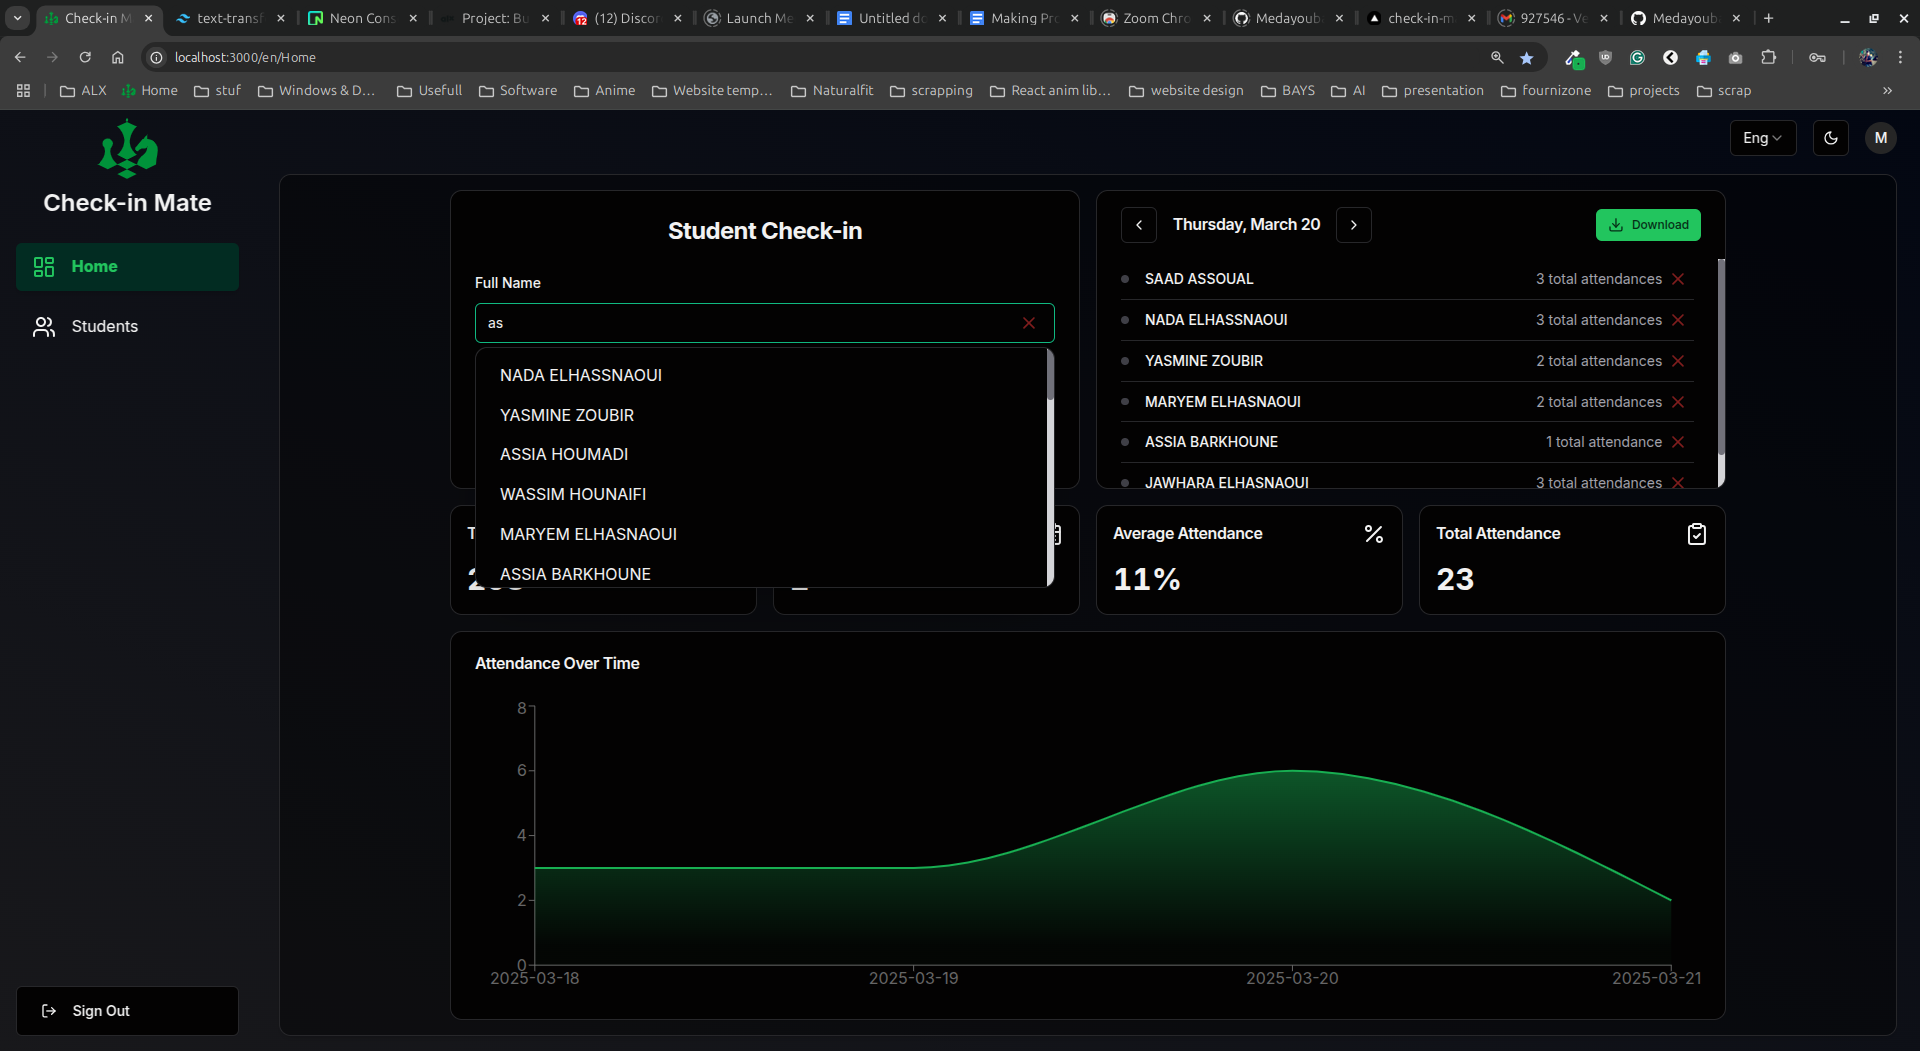 Check-in M
text-transf
Neon Cons
Project: Bu
(12) Discor
Launch Me
Untitled do
Making Pro
Zoom Chro
Medayoub
check-in-m
927546 - Ve
Medayoub
localhost:3000/en/Home
ALX
Home
stuf
Windows & D...
Usefull
Software
Anime
Website temp...
Naturalfit
scrapping
React anim lib...
website design
BAYS
AI
presentation
fournizone
projects
scrap
Check-in Mate
Eng
M
Home
Students
Sign Out
Student Check-in
Full Name
as
NADA ELHASSNAOUI
YASMINE ZOUBIR
ASSIA HOUMADI
WASSIM HOUNAIFI
MARYEM ELHASNAOUI
ASSIA BARKHOUNE
Thursday, March 20
Download
SAAD ASSOUAL 3 total attendances
NADA ELHASSNAOUI 3 total attendances
YASMINE ZOUBIR 2 total attendances
MARYEM ELHASNAOUI 2 total attendances
ASSIA BARKHOUNE 1 total attendance
JAWHARA ELHASNAOUI 3 total attendances
Average Attendance
11%
Total Attendance
23
Attendance Over Time
8
6
4
2
0
2025-03-18
2025-03-19
2025-03-20
2025-03-21